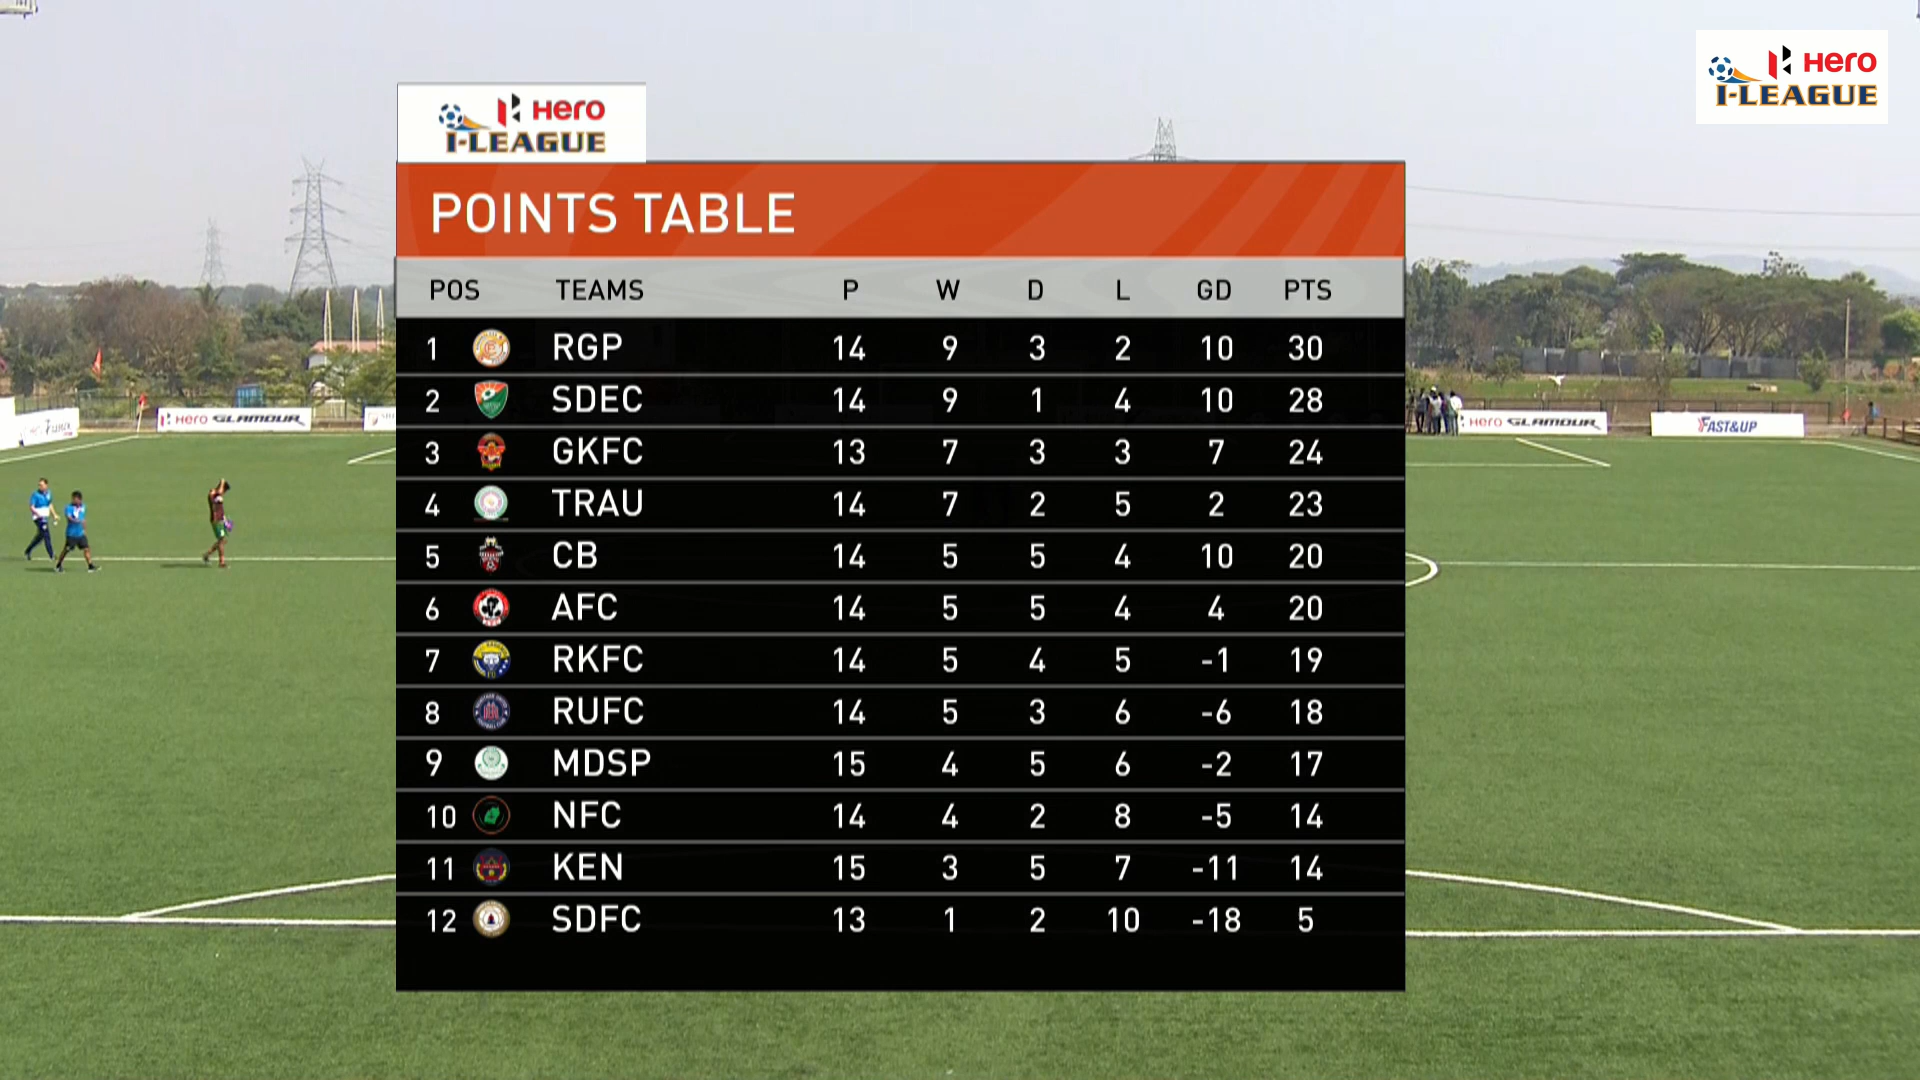 Hero
I-LEAGUE
Hero
I-LEAGUE
POINTS TABLE
POS TEAMS P W D L GD PTS
1 RGP 14 9 3 2 10 30
2 SDEC 14 9 1 4 10 28
3 GKFC 13 7 3 3 7 24
4 TRAU 14 7 2 5 2 23
5 CB 14 5 5 4 10 20
6 AFC 14 5 5 4 4 20
7 RKFC 14 5 4 5 -1 19
8 RUFC 14 5 3 6 -6 18
9 MDSP 15 4 5 6 -2 17
10 NFC 14 4 2 8 -5 14
11 KEN 15 3 5 7 -11 14
12 SDFC 13 1 2 10 -18 5
Hero GLAMOUR
Hero GLAMOUR
FAST&UP